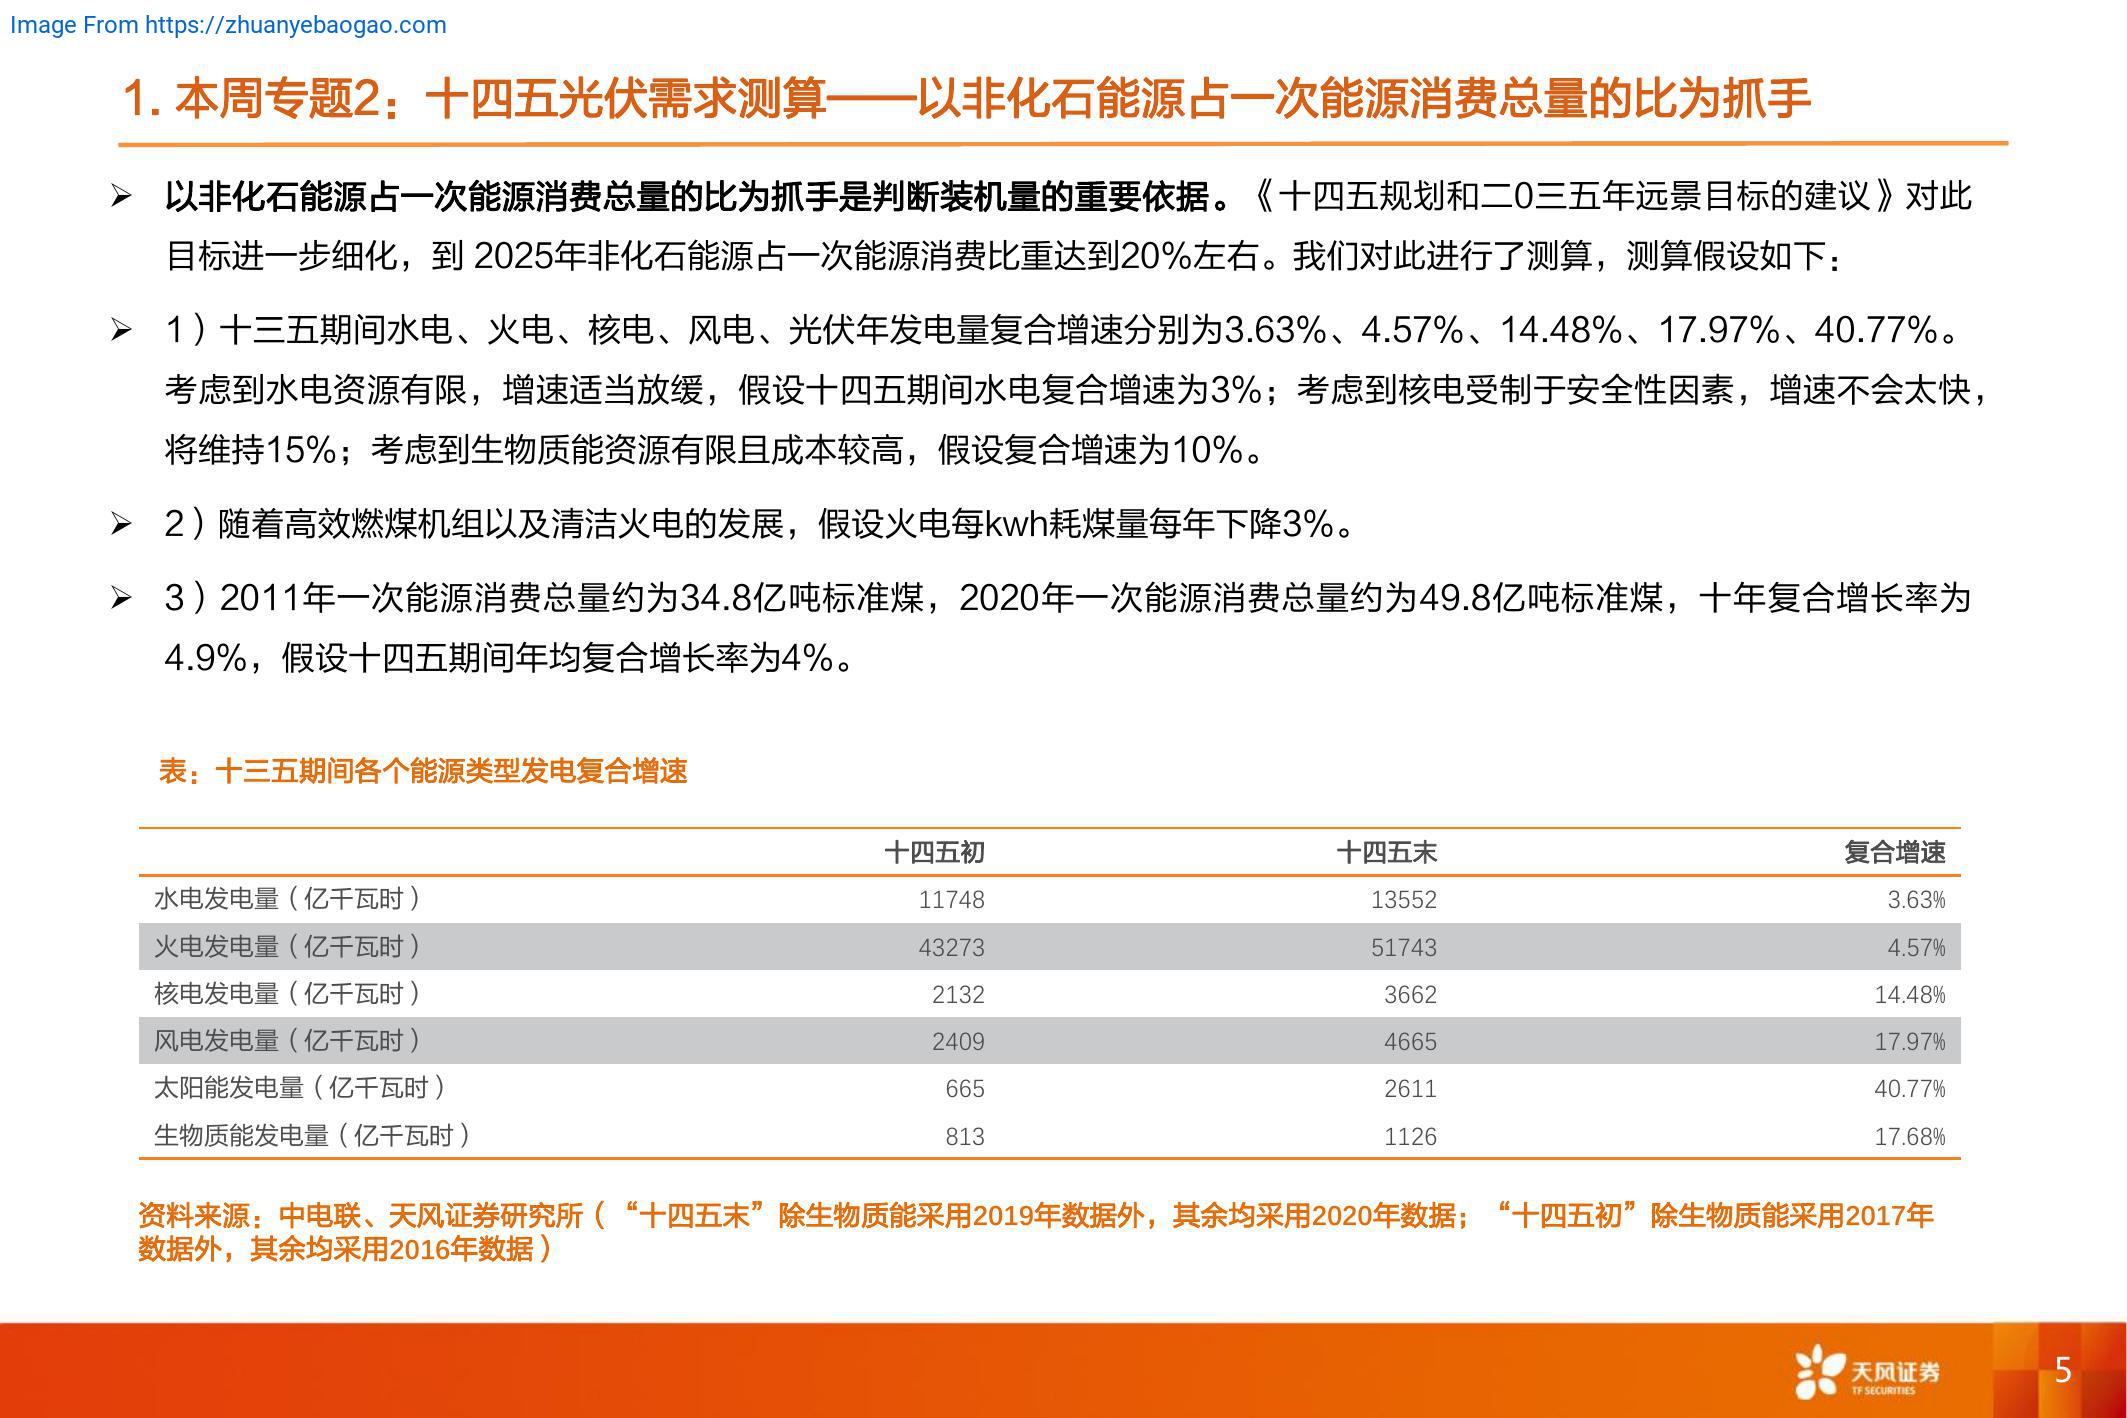 Image From https://zhuanyebaogao.com
1. 本周专题2：十四五光伏需求测算——以非化石能源占一次能源消费总量的比为抓手
➢ 以非化石能源占一次能源消费总量的比为抓手是判断装机量的重要依据。《十四五规划和二0三五年远景目标的建议》对此
目标进一步细化，到 2025年非化石能源占一次能源消费比重达到20%左右。我们对此进行了测算，测算假设如下：
➢ 1）十三五期间水电、火电、核电、风电、光伏年发电量复合增速分别为3.63%、4.57%、14.48%、17.97%、40.77%。
考虑到水电资源有限，增速适当放缓，假设十四五期间水电复合增速为3%；考虑到核电受制于安全性因素，增速不会太快，
将维持15%；考虑到生物质能资源有限且成本较高，假设复合增速为10%。
➢ 2）随着高效燃煤机组以及清洁火电的发展，假设火电每kwh耗煤量每年下降3%。
➢ 3）2011年一次能源消费总量约为34.8亿吨标准煤，2020年一次能源消费总量约为49.8亿吨标准煤，十年复合增长率为
4.9%，假设十四五期间年均复合增长率为4%。
表：十三五期间各个能源类型发电复合增速
十四五初 十四五末 复合增速
水电发电量（亿千瓦时） 11748 13552 3.63%
火电发电量（亿千瓦时） 43273 51743 4.57%
核电发电量（亿千瓦时） 2132 3662 14.48%
风电发电量（亿千瓦时） 2409 4665 17.97%
太阳能发电量（亿千瓦时） 665 2611 40.77%
生物质能发电量（亿千瓦时） 813 1126 17.68%
资料来源：中电联、天风证券研究所（“十四五末”除生物质能采用2019年数据外，其余均采用2020年数据；“十四五初”除生物质能采用2017年
数据外，其余均采用2016年数据）
天风证券
TF SECURITIES
5